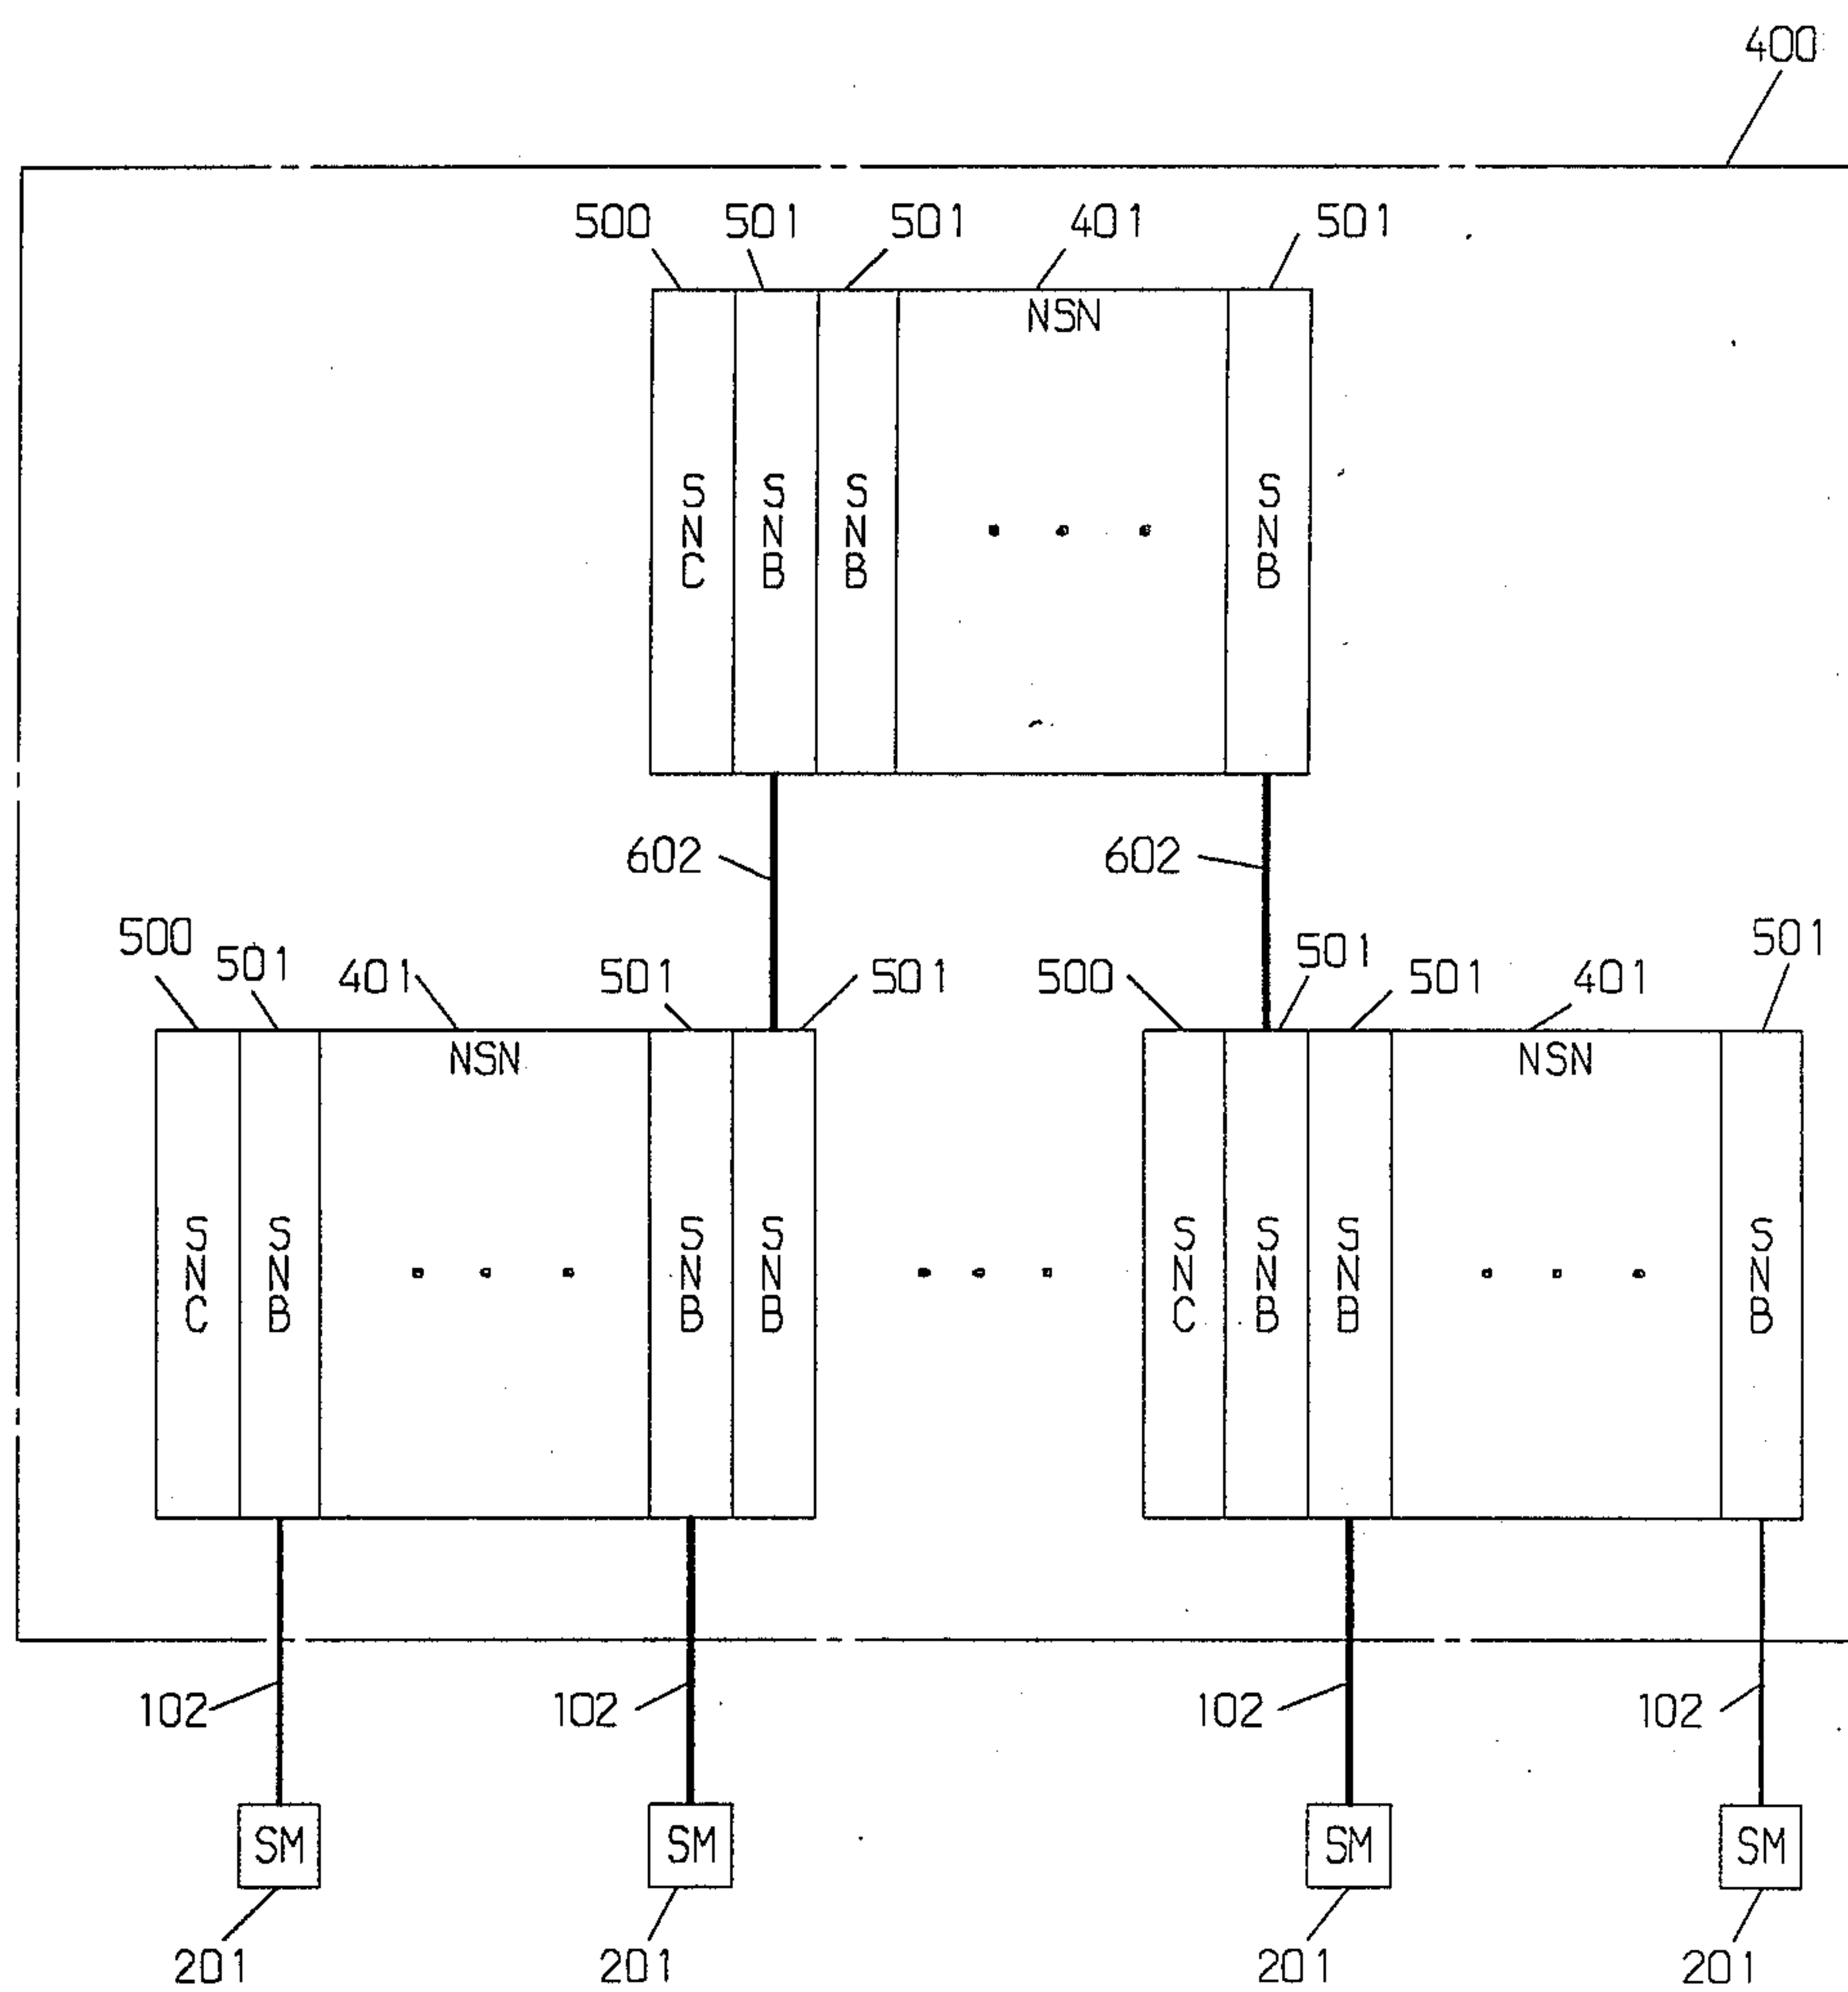 400
500 501 501 401 501
NSN
SNC SNB SNB SNB
602 602
500 501 401 501 501 500 501 501 401 501
NSN NSN
SNC SNB SNB SNB SNC SNB SNB SNB
102 102 102 102
SM SM SM SM
201 201 201 201